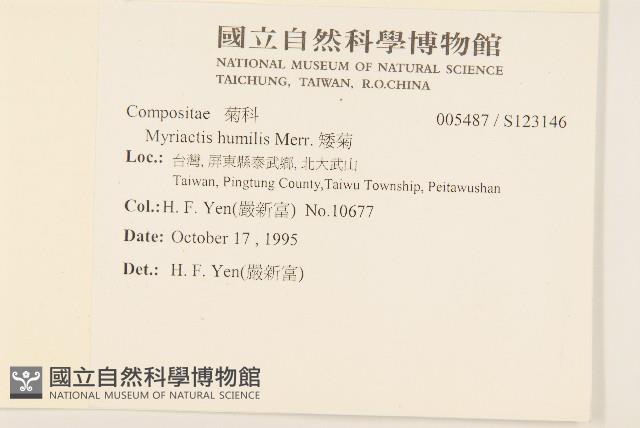 國立自然科學博物館
NATIONAL MUSEUM OF NATURAL SCIENCE
TAICHUNG, TAIWAN, R.O.CHINA
Compositae 菊科 005487 / S123146
Myriactis humilis Merr. 矮菊
Loc.: 台灣, 屏東縣泰武鄉, 北大武山
Taiwan, Pingtung County,Taiwu Township, Peitawushan
Col.: H. F. Yen(嚴新富) No.10677
Date: October 17 , 1995
Det.: H. F. Yen(嚴新富)
國立自然科學博物館
NATIONAL MUSEUM OF NATURAL SCIENCE